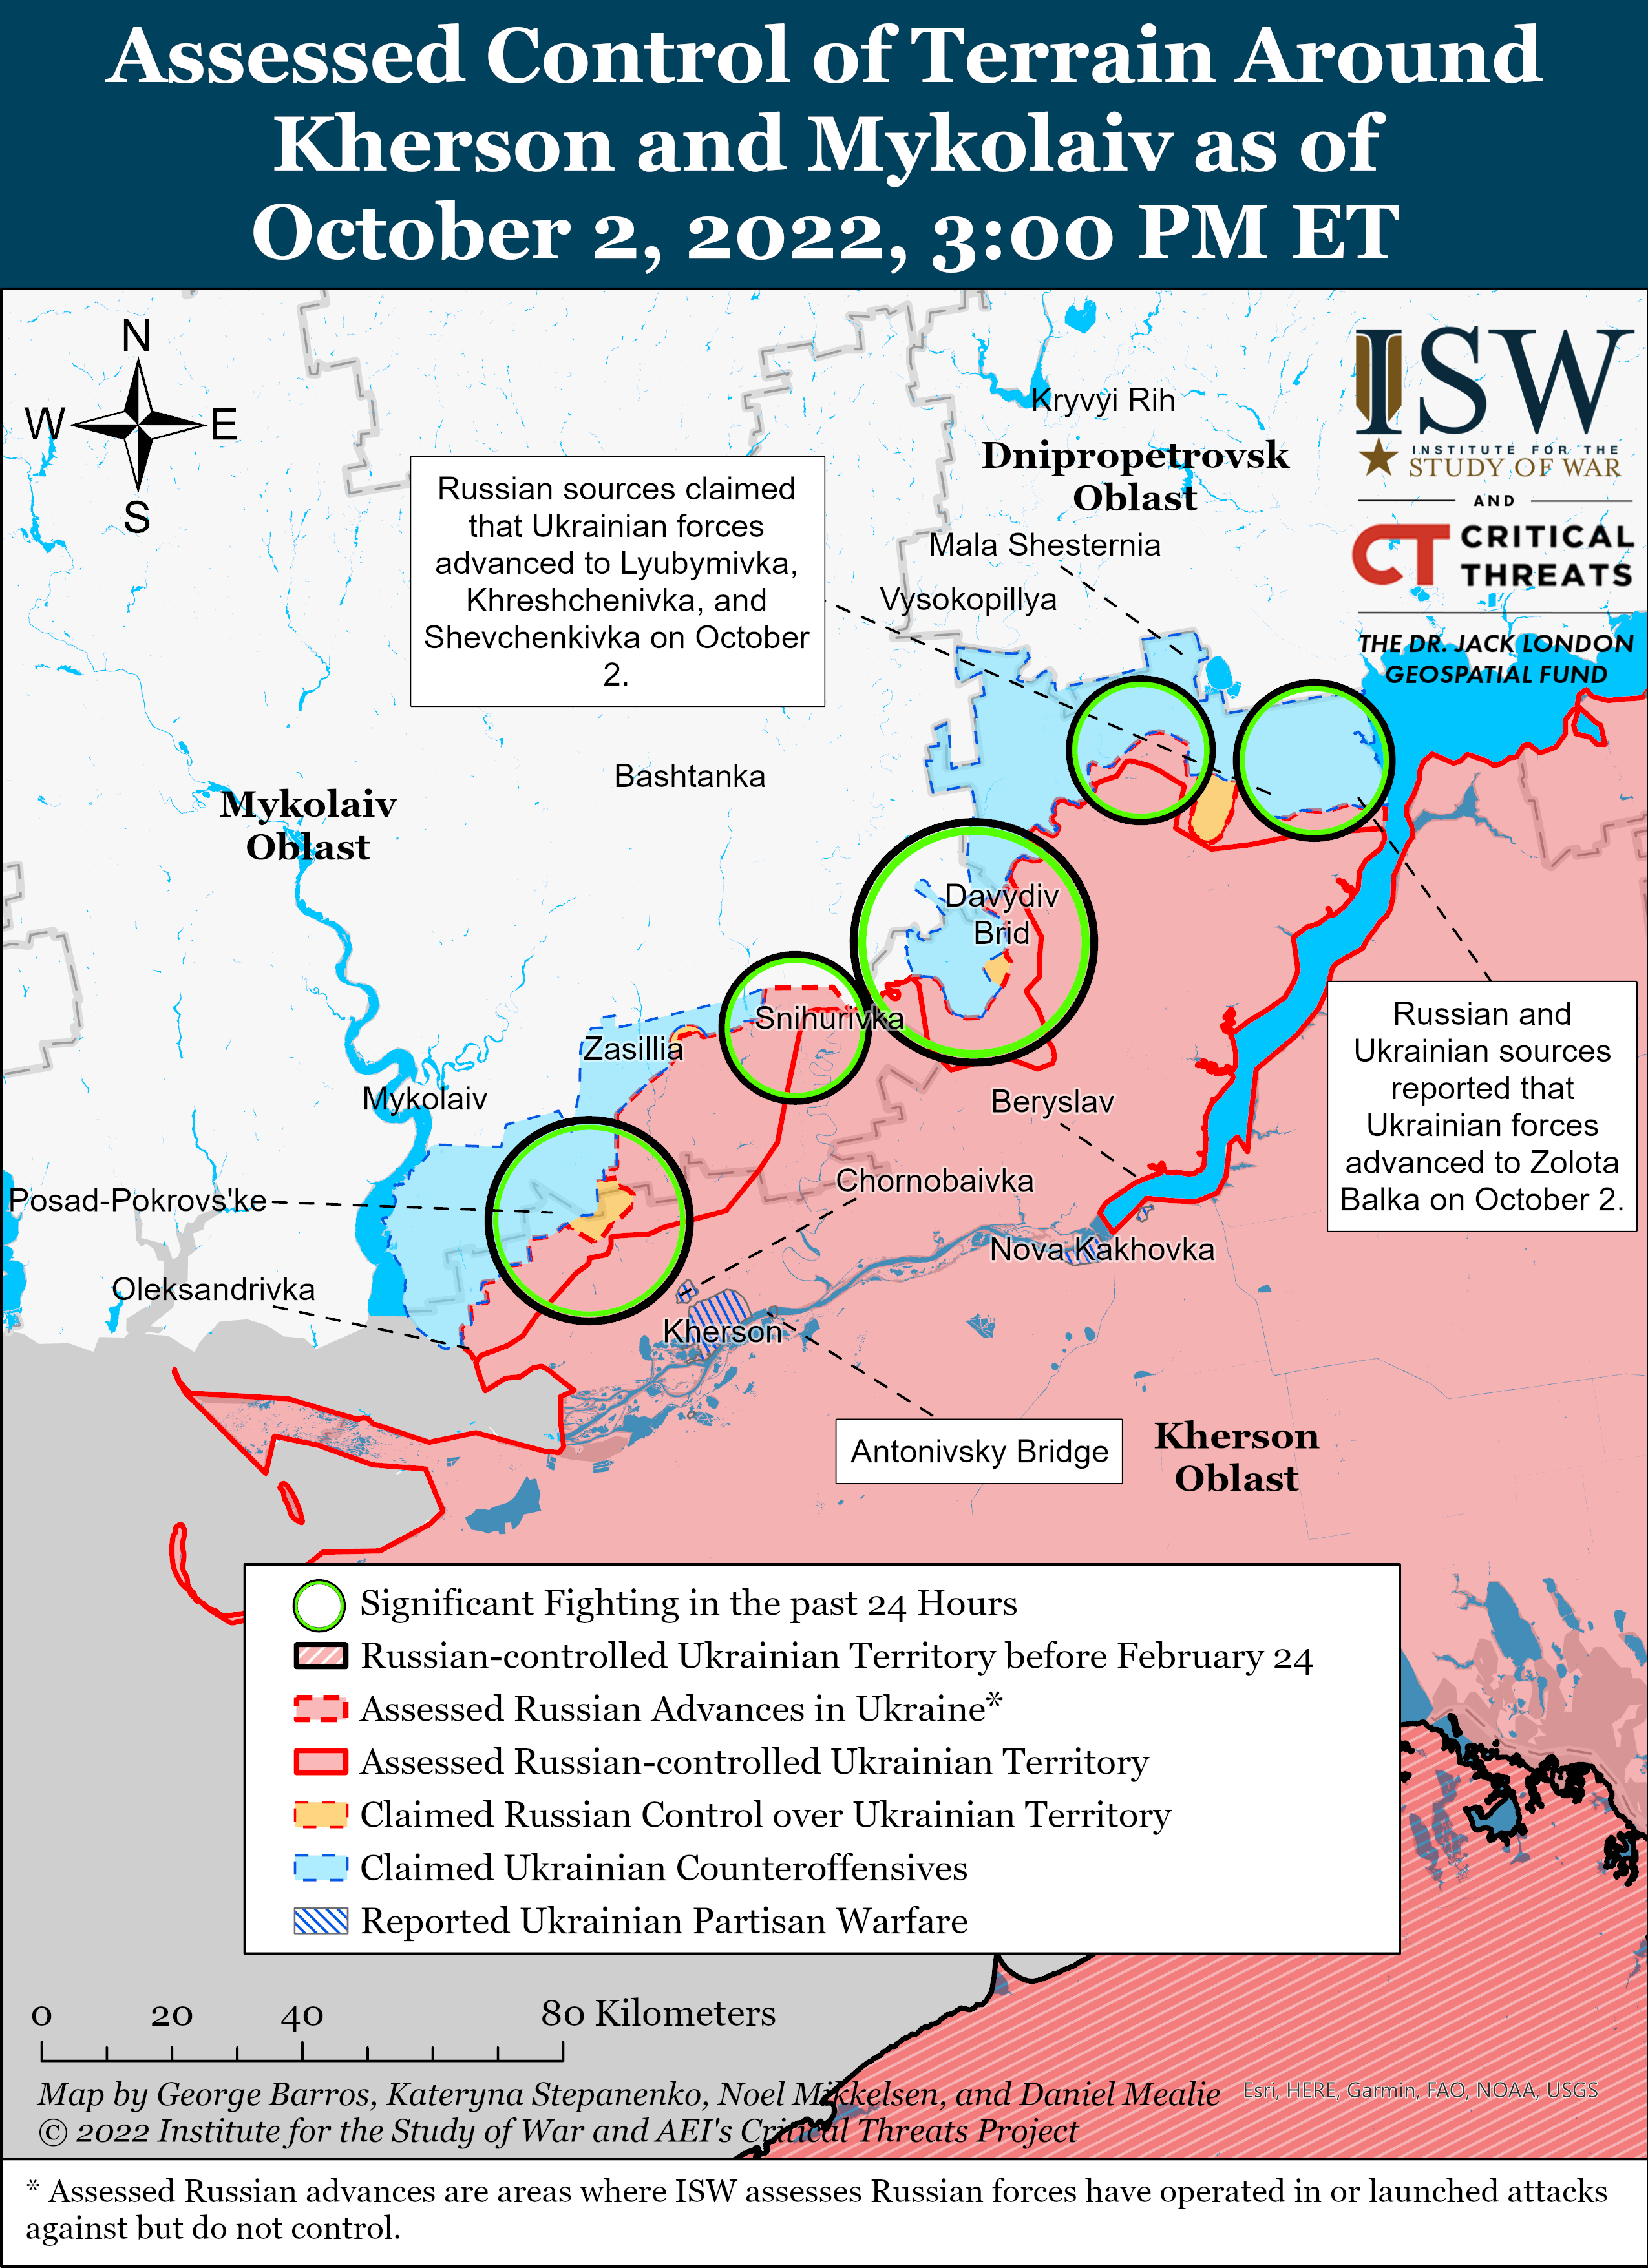 Assessed Control of Terrain Around
Kherson and Mykolaiv as of
October 2, 2022, 3:00 PM ET
N
W
E
S
ISW
INSTITUTE FOR THE
STUDY OF WAR
AND
CT CRITICAL
THREATS
THE DR. JACK LONDON
GEOSPATIAL FUND
Kryvyi Rih
Dnipropetrovsk
Oblast
Russian sources claimed
that Ukrainian forces
advanced to Lyubymivka,
Khreshchenivka, and
Shevchenkivka on October
2.
Mala Shesternia
Vysokopillya
Bashtanka
Mykolaiv
Oblast
Davydiv
Brid
Snihurivka
Zasillia
Mykolaiv
Beryslav
Russian and
Ukrainian sources
reported that
Ukrainian forces
advanced to Zolota
Balka on October 2.
Chornobaivka
Posad-Pokrovs'ke
Nova Kakhovka
Oleksandrivka
Kherson
Antonivsky Bridge
Kherson
Oblast
Significant Fighting in the past 24 Hours
Russian-controlled Ukrainian Territory before February 24
Assessed Russian Advances in Ukraine*
Assessed Russian-controlled Ukrainian Territory
Claimed Russian Control over Ukrainian Territory
Claimed Ukrainian Counteroffensives
Reported Ukrainian Partisan Warfare
0 20 40 80 Kilometers
Map by George Barros, Kateryna Stepanenko, Noel Mikkelsen, and Daniel Mealie
Esri, HERE, Garmin, FAO, NOAA, USGS
© 2022 Institute for the Study of War and AEI's Critical Threats Project
* Assessed Russian advances are areas where ISW assesses Russian forces have operated in or launched attacks
against but do not control.